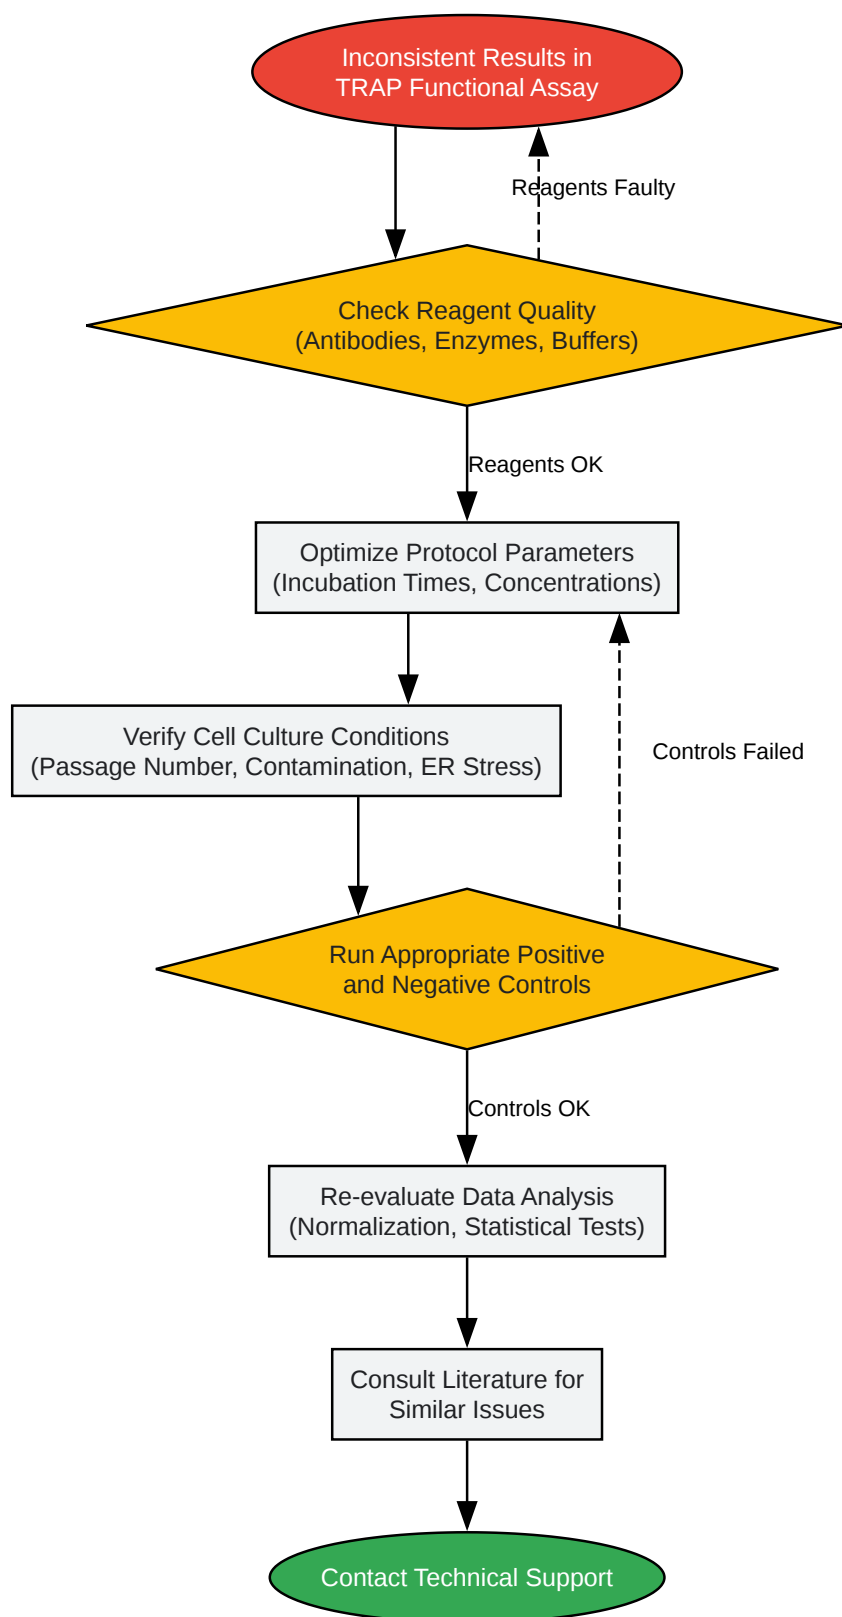 Inconsistent Results in
TRAP Functional Assay
Reagents Faulty
Check Reagent Quality
(Antibodies, Enzymes, Buffers)
Reagents OK
Optimize Protocol Parameters
(Incubation Times, Concentrations)
Verify Cell Culture Conditions
(Passage Number, Contamination, ER Stress)
Controls Failed
Run Appropriate Positive
and Negative Controls
Controls OK
Re-evaluate Data Analysis
(Normalization, Statistical Tests)
Consult Literature for
Similar Issues
Contact Technical Support